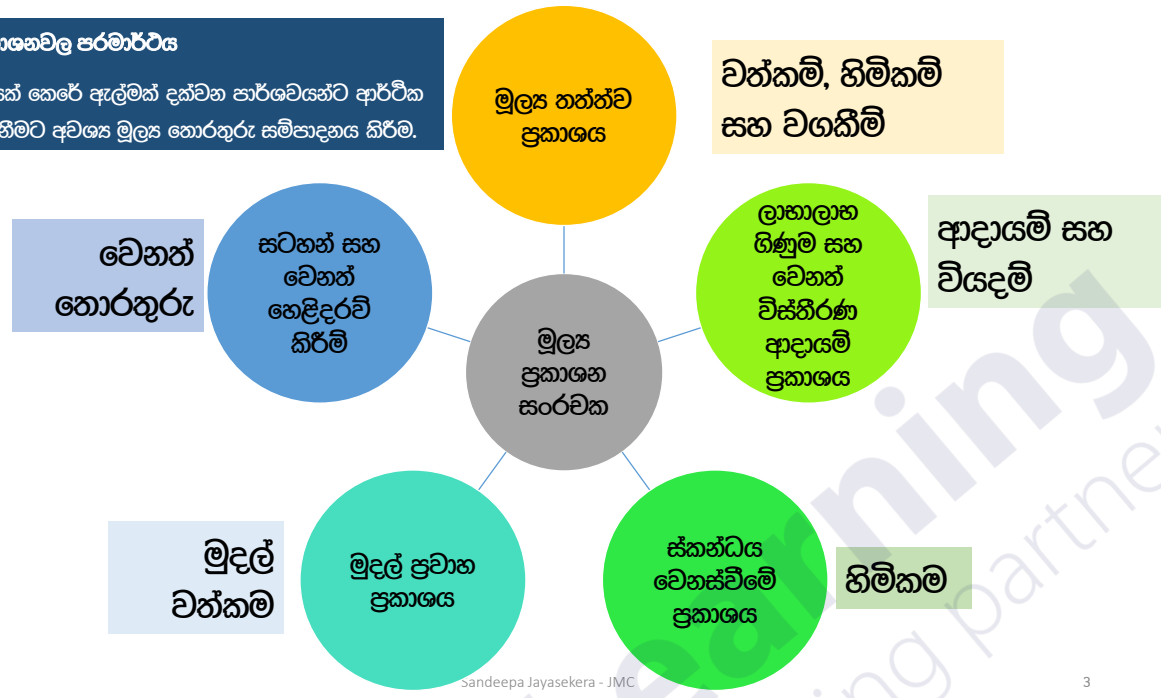 පරමාර්ථය
කෙරේ ඇල්මක් දක්වන පාර්ශවයන්ට ආර්ථික
අවශ්‍ය මූල්‍ය තොරතුරු සම්පාදනය කිරීම.
මූල්‍ය තත්ත්ව
ප්‍රකාශය
වත්කම්, හිමිකම්
සහ වගකීම්
ලාභාලාභ
ගිණුම සහ
වෙනත්
විස්තීරණ
ආදායම්
ප්‍රකාශය
ආදායම් සහ
වියදම්
වෙනත්
තොරතුරු
සටහන් සහ
වෙනත්
හෙළිදරව්
කිරීම්
මූල්‍ය
ප්‍රකාශන
සංරචක
මුදල්
වත්කම
මුදල් ප්‍රවාහ
ප්‍රකාශය
ස්කන්ධය
වෙනස්වීමේ
ප්‍රකාශය
හිමිකම
Sandeepa Jayasekera - JMC
3